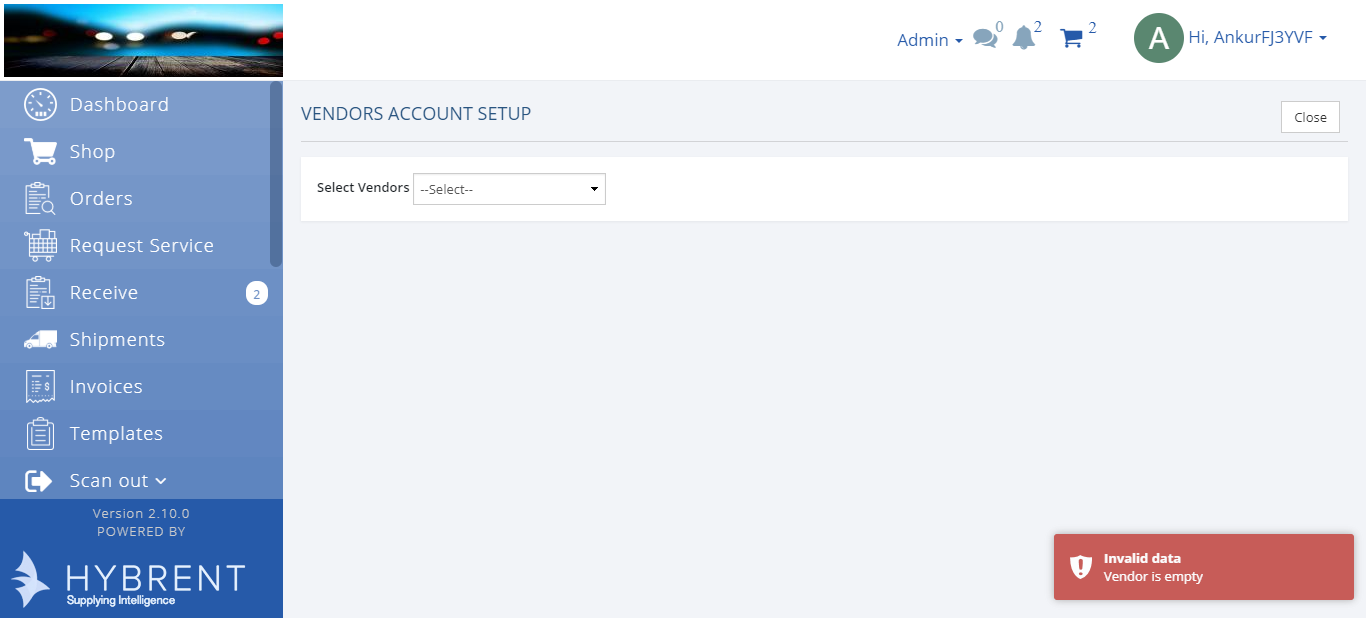 Admin
0
2
2
A
Hi, AnkurFJ3YVF
Dashboard
Shop
Orders
Request Service
Receive
2
Shipments
Invoices
Templates
Scan out
Version 2.10.0
POWERED BY
HYBRENT
Supplying Intelligence
VENDORS ACCOUNT SETUP
Close
Select Vendors
--Select--
Invalid data
Vendor is empty